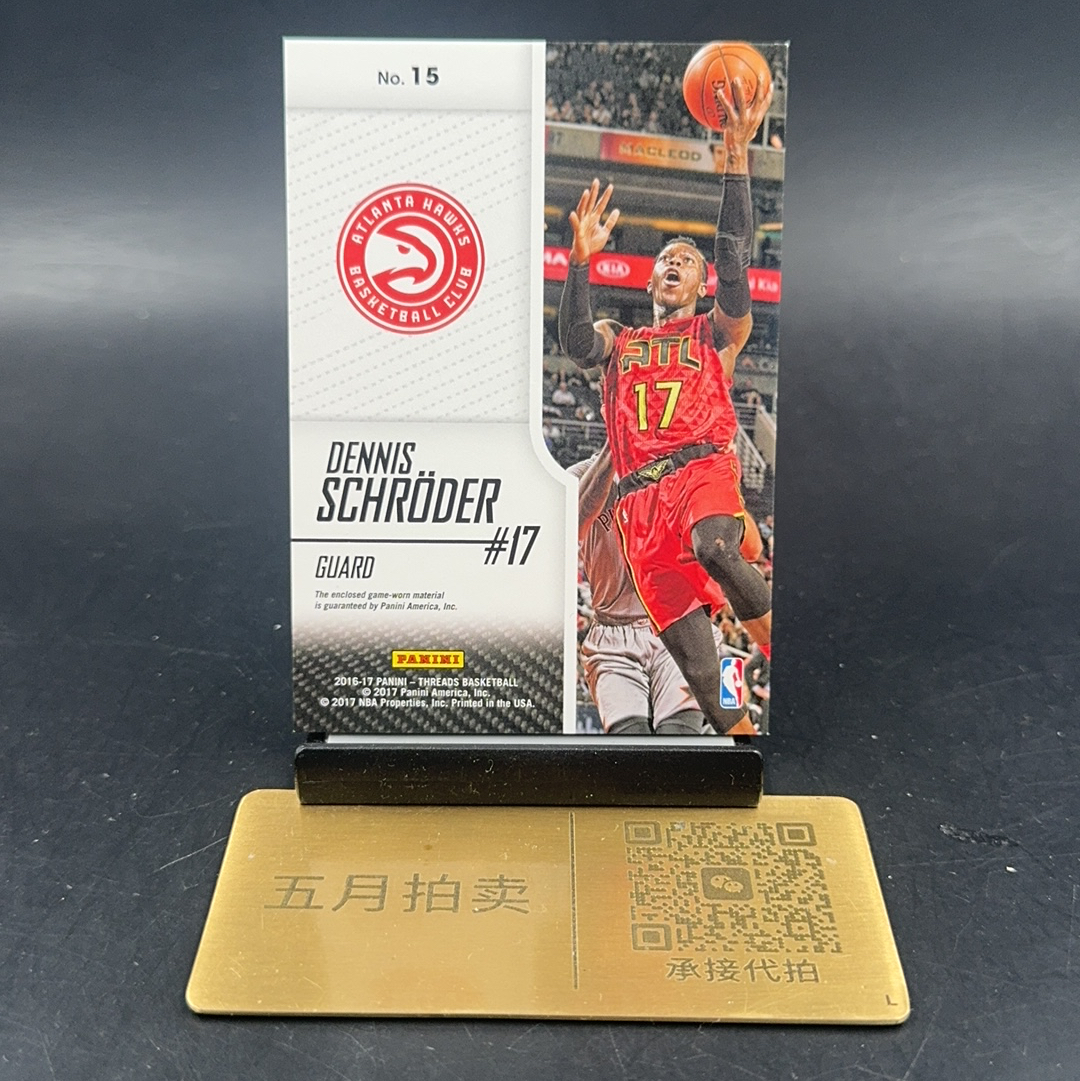 No. 15
ATLANTA HAWKS
BASKETBALL CLUB
DENNIS
SCHRÖDER
#17
GUARD
The enclosed game-worn material
is guaranteed by Panini America, Inc.
PANINI
2016-17 PANINI – THREADS BASKETBALL
© 2017 Panini America, Inc.
© 2017 NBA Properties, Inc. Printed in the USA.
MACLEOD
KIA
ATL
17
NBA
五月拍卖
承接代拍
L